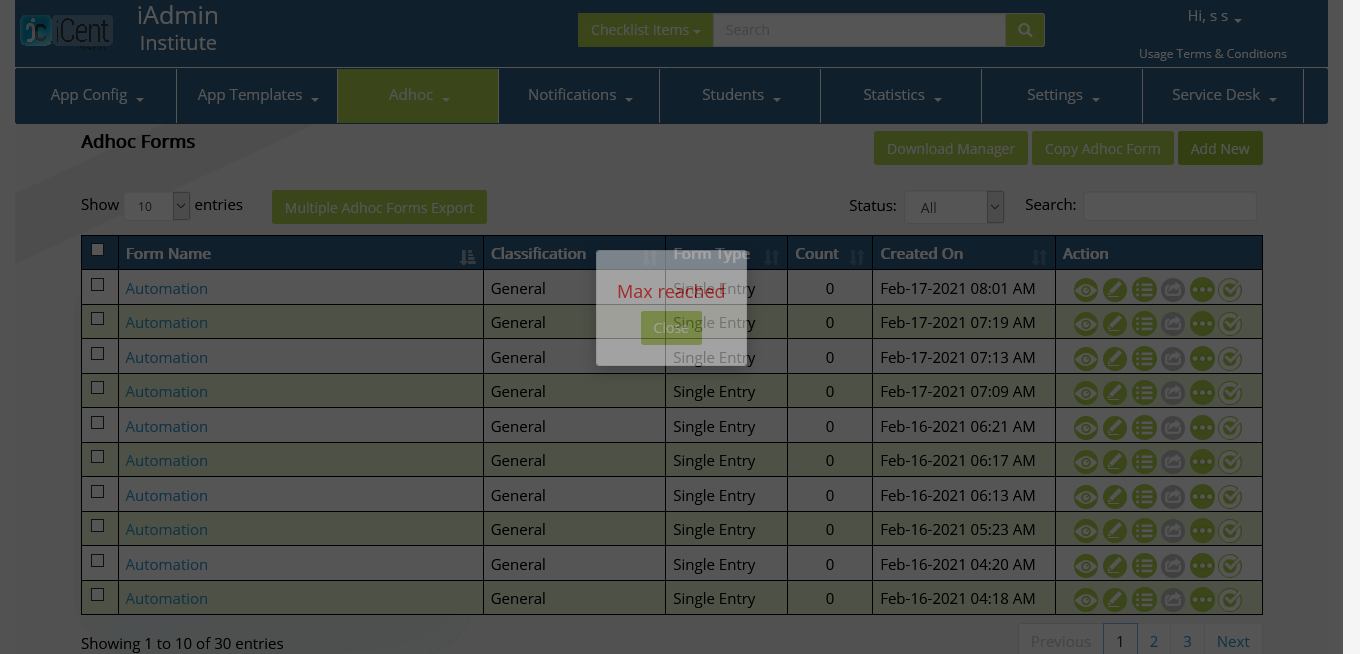 jc iCent
iAdmin
Institute
Checklist Items
Search
Hi, s s
Usage Terms & Conditions
App Config
App Templates
Adhoc
Notifications
Students
Statistics
Settings
Service Desk
Adhoc Forms
Download Manager
Copy Adhoc Form
Add New
Show 10 entries
Multiple Adhoc Forms Export
Status: All
Search:
Form Name Classification Form Type Count Created On Action
Automation General Single Entry 0 Feb-17-2021 08:01 AM
Automation General Single Entry 0 Feb-17-2021 07:19 AM
Automation General Single Entry 0 Feb-17-2021 07:13 AM
Automation General Single Entry 0 Feb-17-2021 07:09 AM
Automation General Single Entry 0 Feb-16-2021 06:21 AM
Automation General Single Entry 0 Feb-16-2021 06:17 AM
Automation General Single Entry 0 Feb-16-2021 06:13 AM
Automation General Single Entry 0 Feb-16-2021 05:23 AM
Automation General Single Entry 0 Feb-16-2021 04:20 AM
Automation General Single Entry 0 Feb-16-2021 04:18 AM
Max reached
Close
Showing 1 to 10 of 30 entries
Previous 1 2 3 Next